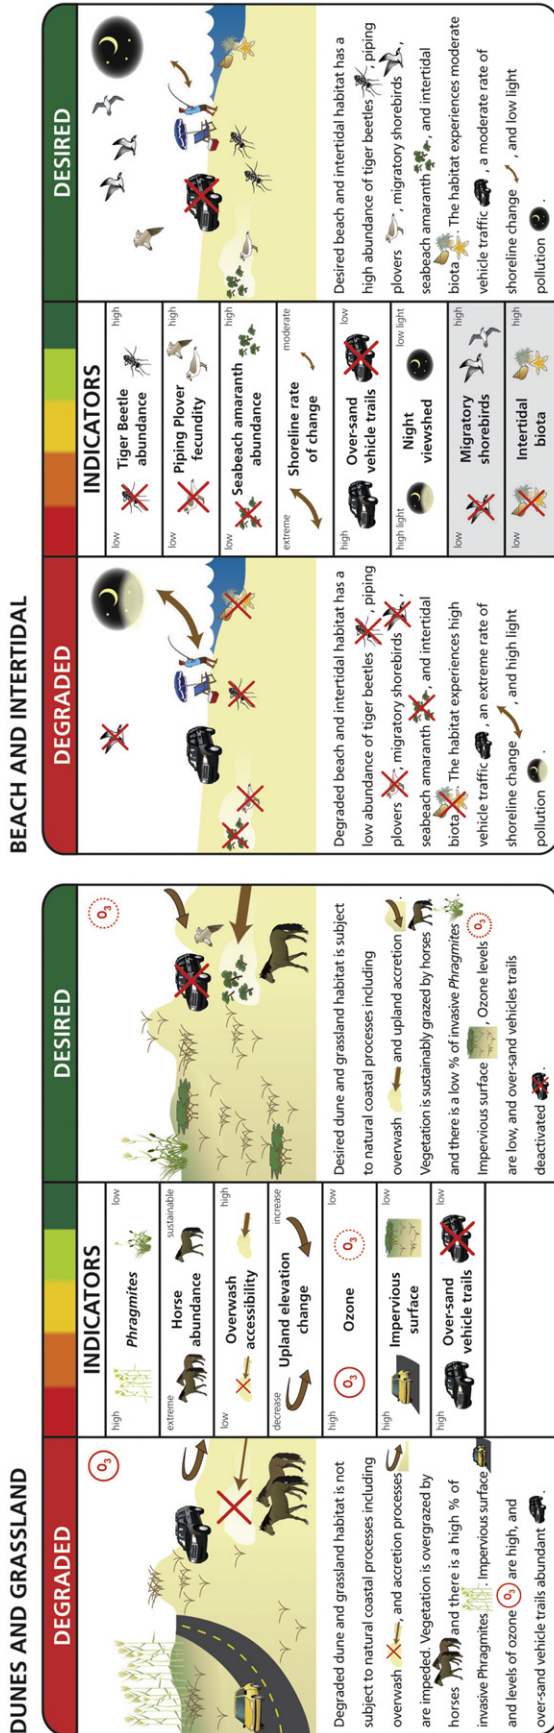 DUNES AND GRASSLAND
DEGRADED
DESIRED
O3
Degraded dune and grassland habitat is not
subject to natural coastal processes including
overwash, and accretion processes
are impeded. Vegetation is overgrazed by
horses and there is a high % of
invasive Phragmites. Impervious surface
and levels of ozone O3 are high, and
over-sand vehicle trails abundant.
INDICATORS
high Phragmites low
extreme Horse abundance sustainable
low Overwash accessibility high
decrease Upland elevation change increase
high Ozone low
O3 O3
high Impervious surface low
high Over-sand vehicle trails low
O3
Desired dune and grassland habitat is subject
to natural coastal processes including
overwash and upland accretion.
Vegetation is sustainably grazed by horses
and there is a low % of invasive Phragmites
Impervious surface, Ozone levels O3
are low, and over-sand vehicles trails
deactivated.
BEACH AND INTERTIDAL
DEGRADED
DESIRED
Degraded beach and intertidal habitat has a
low abundance of tiger beetles, piping
plovers, migratory shorebirds,
seabeach amaranth, and intertidal
biota. The habitat experiences high
vehicle traffic, an extreme rate of
shoreline change, and high light
pollution.
INDICATORS
low Tiger Beetle abundance high
low Piping Plover fecundity high
low Seabeach amaranth abundance high
extreme Shoreline rate of change moderate
high Over-sand vehicle trails low
high light Night viewshed low light
low Migratory shorebirds high
low Intertidal biota high
Desired beach and intertidal habitat has a
high abundance of tiger beetles, piping
plovers, migratory shorebirds,
seabeach amaranth, and intertidal
biota. The habitat experiences moderate
vehicle traffic, a moderate rate of
shoreline change, and low light
pollution.